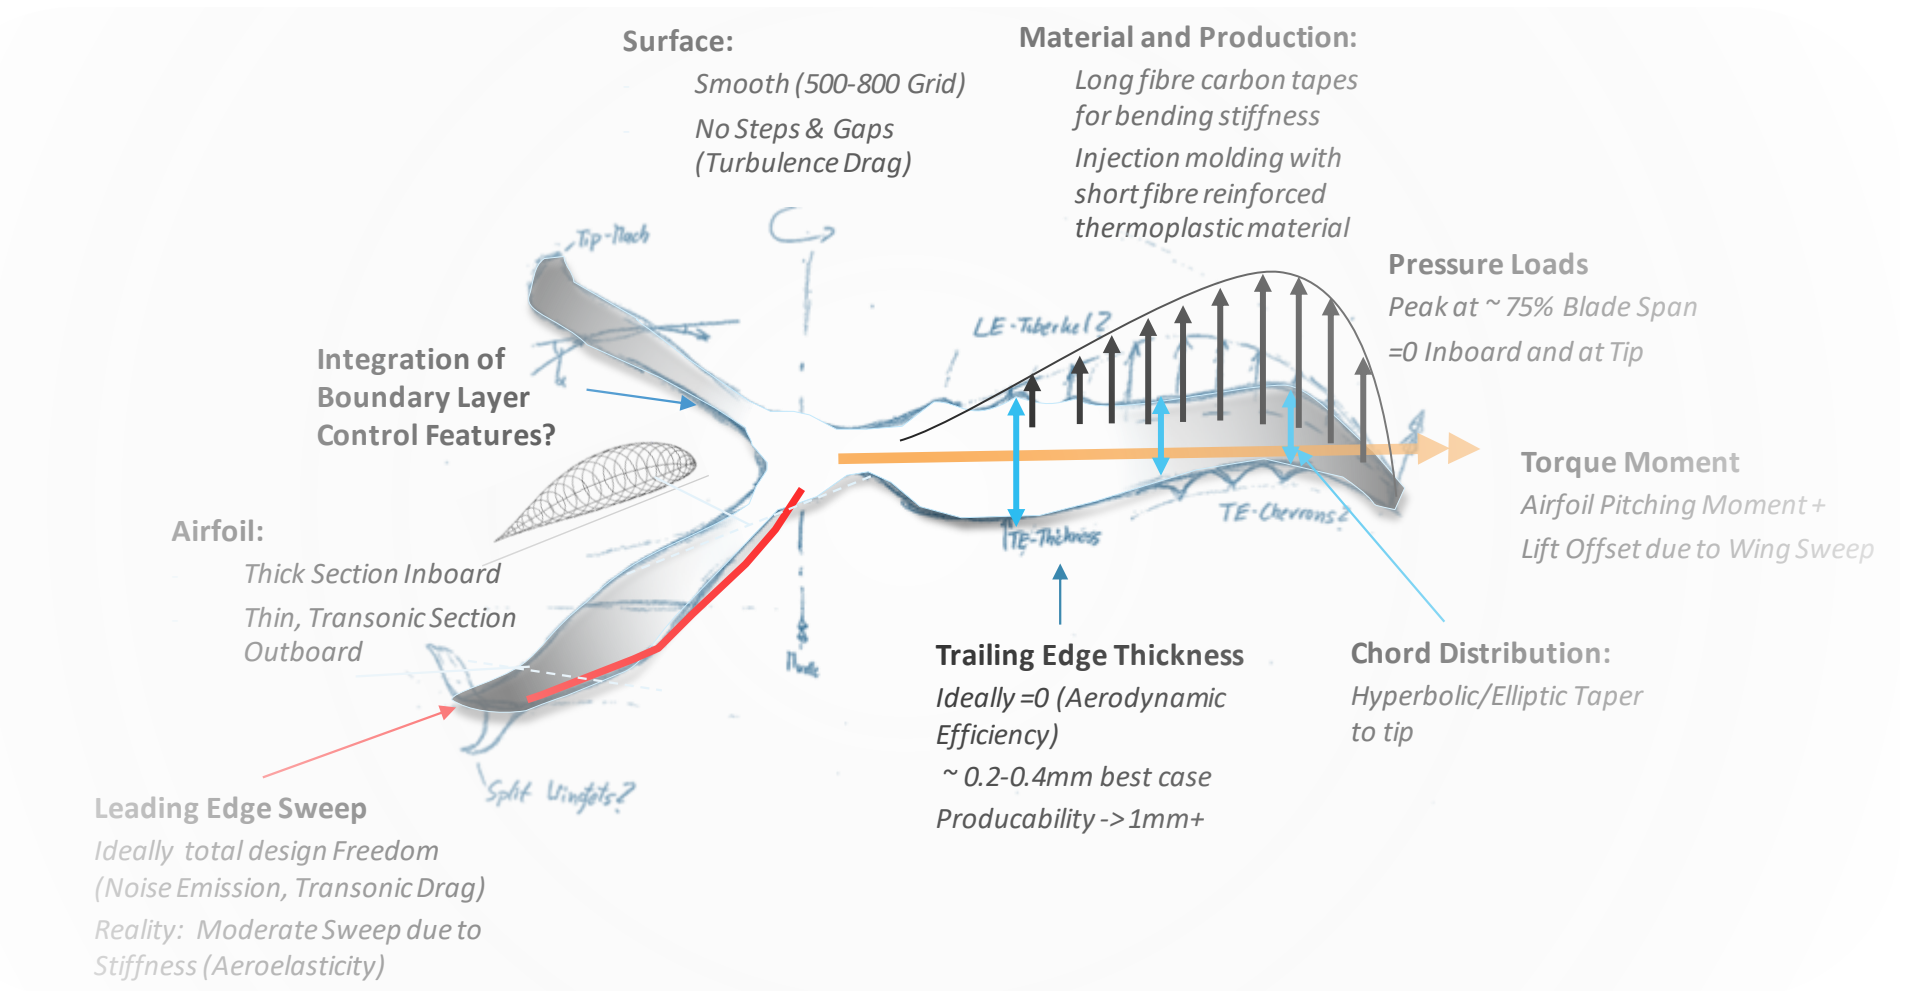 Surface:
Smooth (500-800 Grid)
No Steps & Gaps
(Turbulence Drag)
Material and Production:
Long fibre carbon tapes
for bending stiffness
Injection molding with
short fibre reinforced
thermoplastic material
Tip-Mach
Pressure Loads
Peak at ~ 75% Blade Span
=0 Inboard and at Tip
LE-Tuberkel?
Integration of
Boundary Layer
Control Features?
α
Torque Moment
Airfoil Pitching Moment +
Lift Offset due to Wing Sweep
Airfoil:
Thick Section Inboard
Thin, Transonic Section
Outboard
TE-Chevrons?
TE-Thickness
Trailing Edge Thickness
Ideally =0 (Aerodynamic
Efficiency)
~ 0.2-0.4mm best case
Producability -> 1mm+
Chord Distribution:
Hyperbolic/Elliptic Taper
to tip
Split Winglets?
Leading Edge Sweep
Ideally total design Freedom
(Noise Emission, Transonic Drag)
Reality: Moderate Sweep due to
Stiffness (Aeroelasticity)